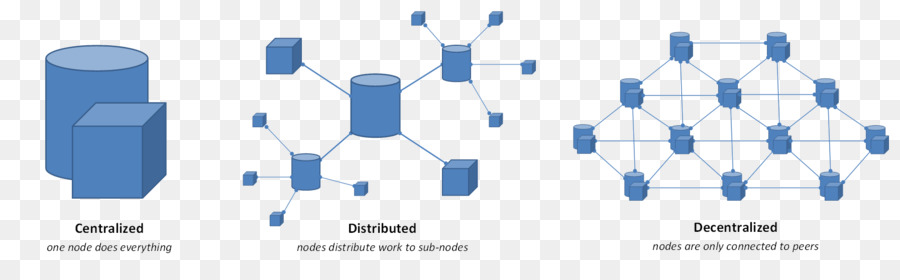 Centralized
one node does everything
Distributed
nodes distribute work to sub-nodes
Decentralized
nodes are only connected to peers